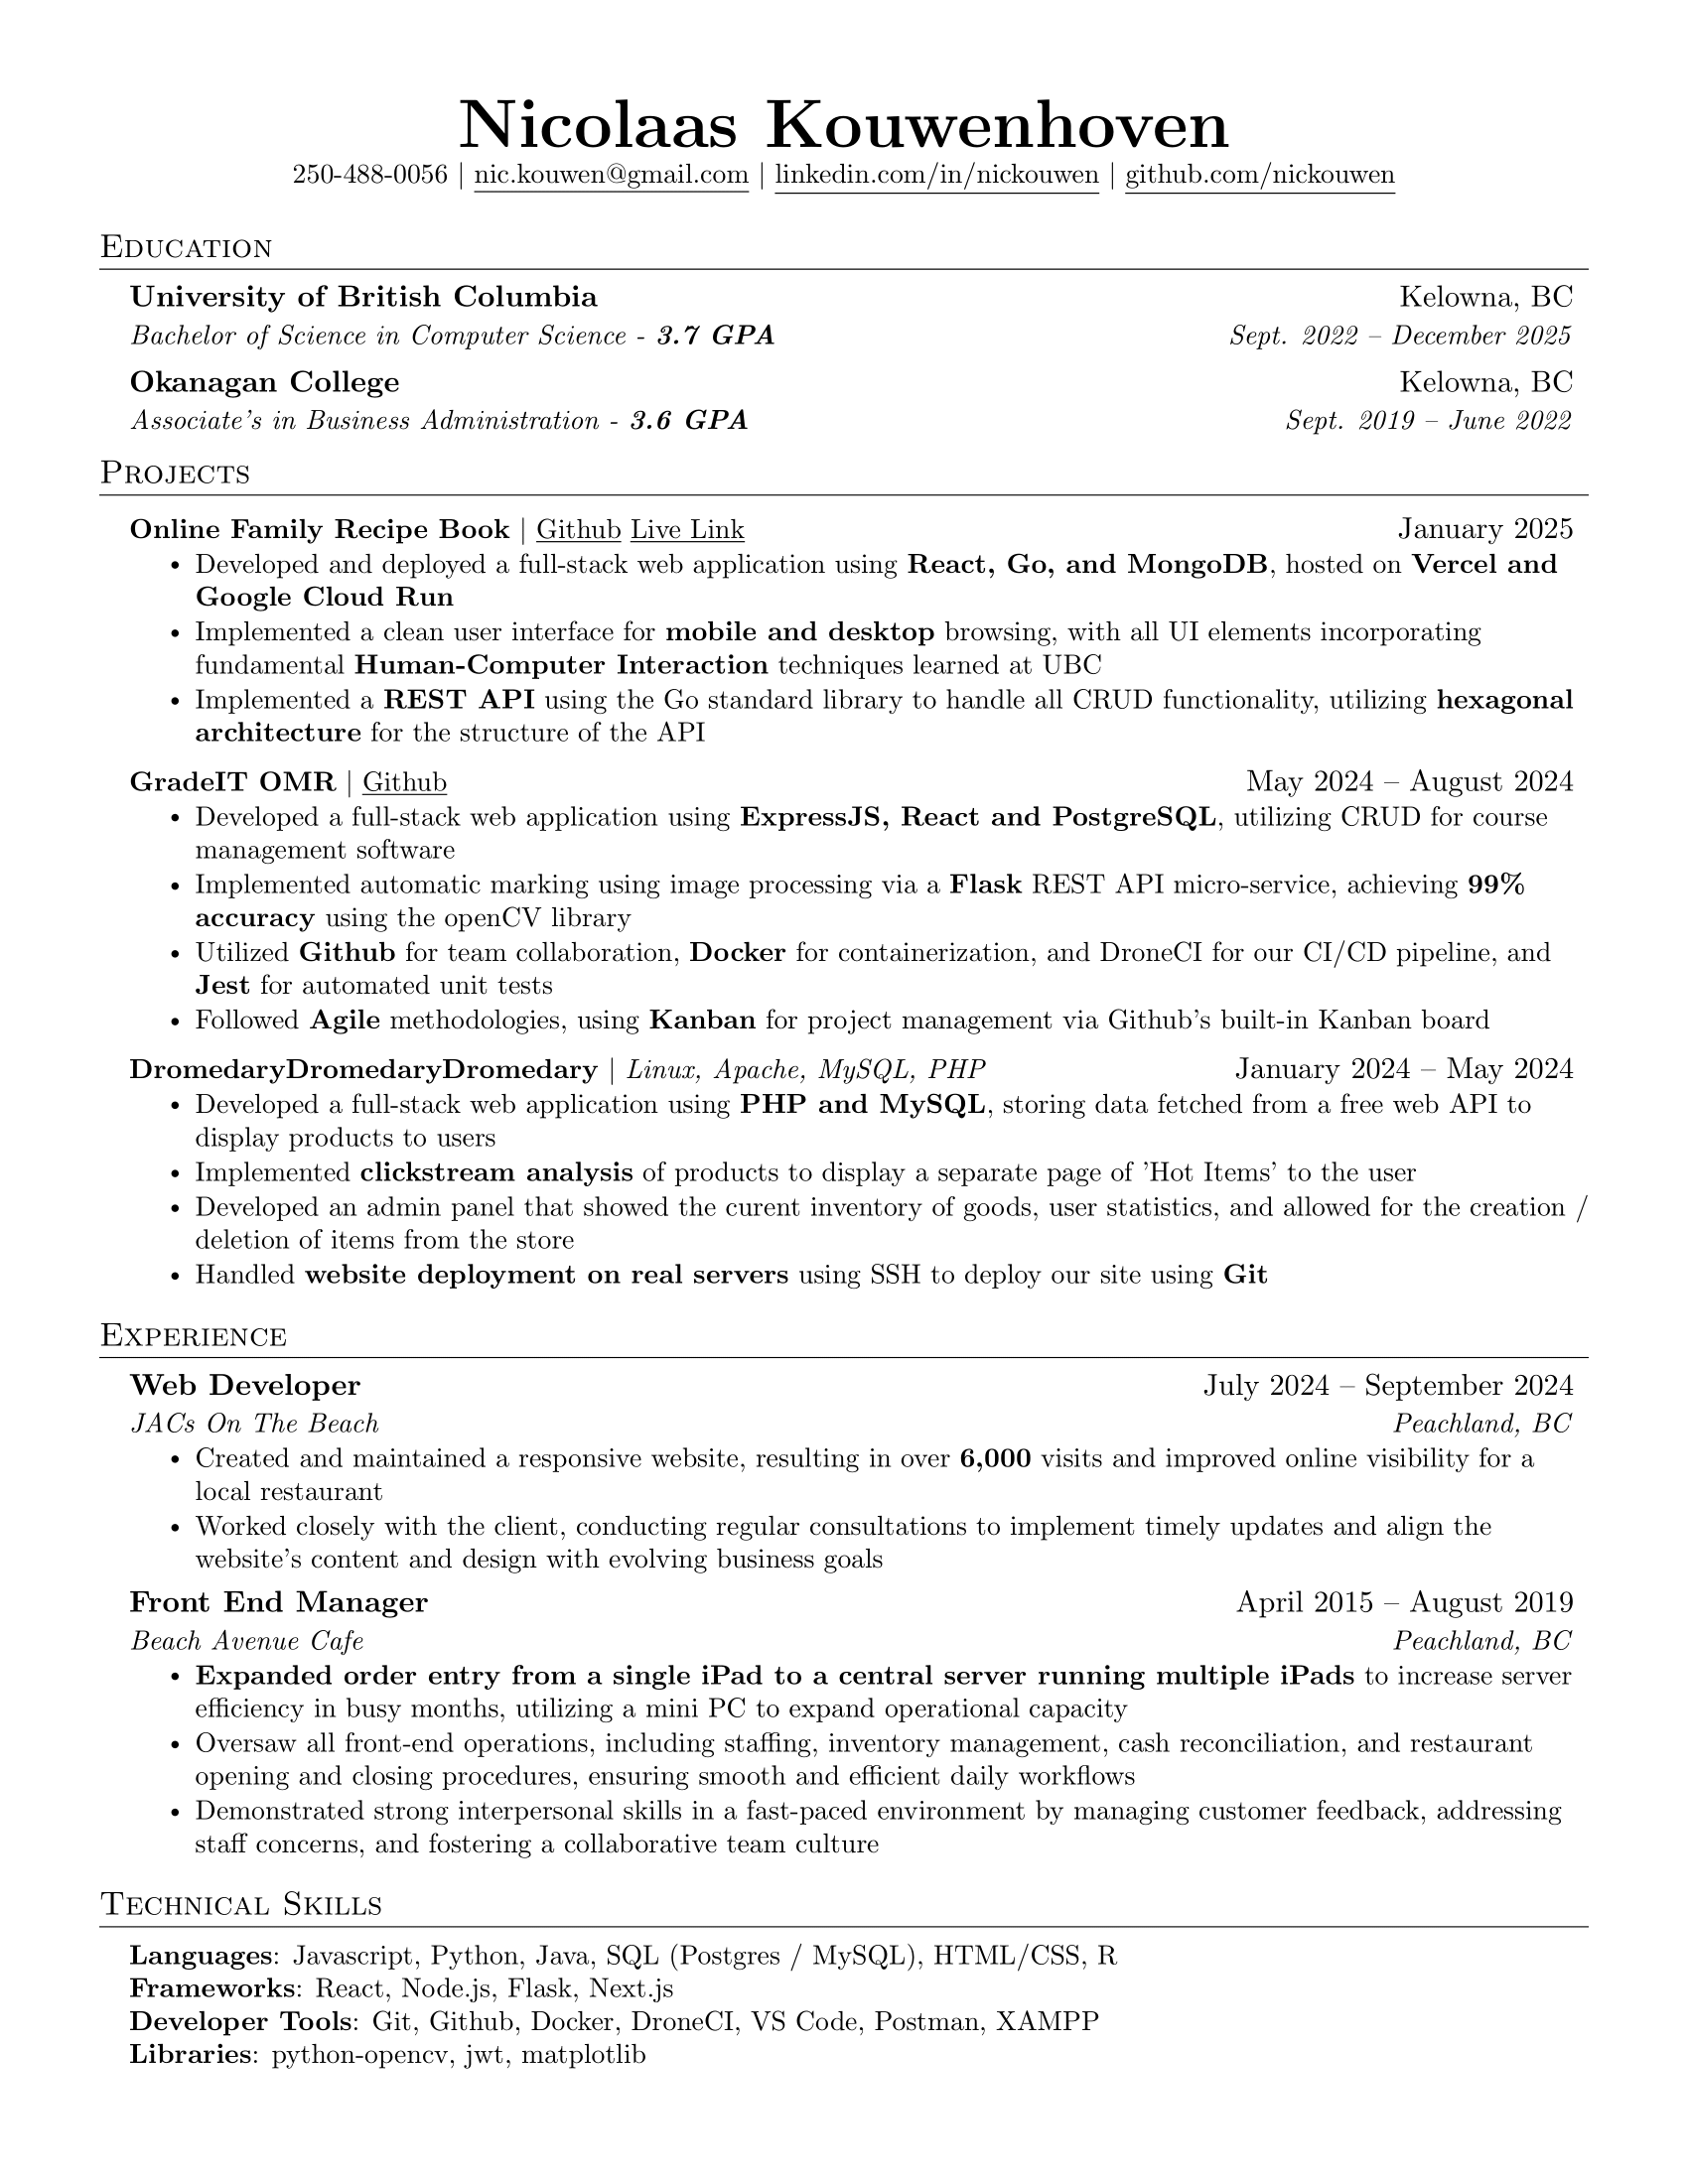 Nicolaas Kouwenhoven
250-488-0056 | nic.kouwen@gmail.com | linkedin.com/in/nickouwen | github.com/nickouwen
Education
University of British Columbia Kelowna, BC
Bachelor of Science in Computer Science - 3.7 GPA Sept. 2022 – December 2025
Okanagan College Kelowna, BC
Associate's in Business Administration - 3.6 GPA Sept. 2019 – June 2022
Projects
Online Family Recipe Book | Github Live Link January 2025
• Developed and deployed a full-stack web application using React, Go, and MongoDB, hosted on Vercel and
Google Cloud Run
• Implemented a clean user interface for mobile and desktop browsing, with all UI elements incorporating
fundamental Human-Computer Interaction techniques learned at UBC
• Implemented a REST API using the Go standard library to handle all CRUD functionality, utilizing hexagonal
architecture for the structure of the API
GradeIT OMR | Github May 2024 – August 2024
• Developed a full-stack web application using ExpressJS, React and PostgreSQL, utilizing CRUD for course
management software
• Implemented automatic marking using image processing via a Flask REST API micro-service, achieving 99%
accuracy using the openCV library
• Utilized Github for team collaboration, Docker for containerization, and DroneCI for our CI/CD pipeline, and
Jest for automated unit tests
• Followed Agile methodologies, using Kanban for project management via Github's built-in Kanban board
DromedaryDromedaryDromedary | Linux, Apache, MySQL, PHP January 2024 – May 2024
• Developed a full-stack web application using PHP and MySQL, storing data fetched from a free web API to
display products to users
• Implemented clickstream analysis of products to display a separate page of 'Hot Items' to the user
• Developed an admin panel that showed the curent inventory of goods, user statistics, and allowed for the creation /
deletion of items from the store
• Handled website deployment on real servers using SSH to deploy our site using Git
Experience
Web Developer July 2024 – September 2024
JACs On The Beach Peachland, BC
• Created and maintained a responsive website, resulting in over 6,000 visits and improved online visibility for a
local restaurant
• Worked closely with the client, conducting regular consultations to implement timely updates and align the
website's content and design with evolving business goals
Front End Manager April 2015 – August 2019
Beach Avenue Cafe Peachland, BC
• Expanded order entry from a single iPad to a central server running multiple iPads to increase server
efficiency in busy months, utilizing a mini PC to expand operational capacity
• Oversaw all front-end operations, including staffing, inventory management, cash reconciliation, and restaurant
opening and closing procedures, ensuring smooth and efficient daily workflows
• Demonstrated strong interpersonal skills in a fast-paced environment by managing customer feedback, addressing
staff concerns, and fostering a collaborative team culture
Technical Skills
Languages: Javascript, Python, Java, SQL (Postgres / MySQL), HTML/CSS, R
Frameworks: React, Node.js, Flask, Next.js
Developer Tools: Git, Github, Docker, DroneCI, VS Code, Postman, XAMPP
Libraries: python-opencv, jwt, matplotlib